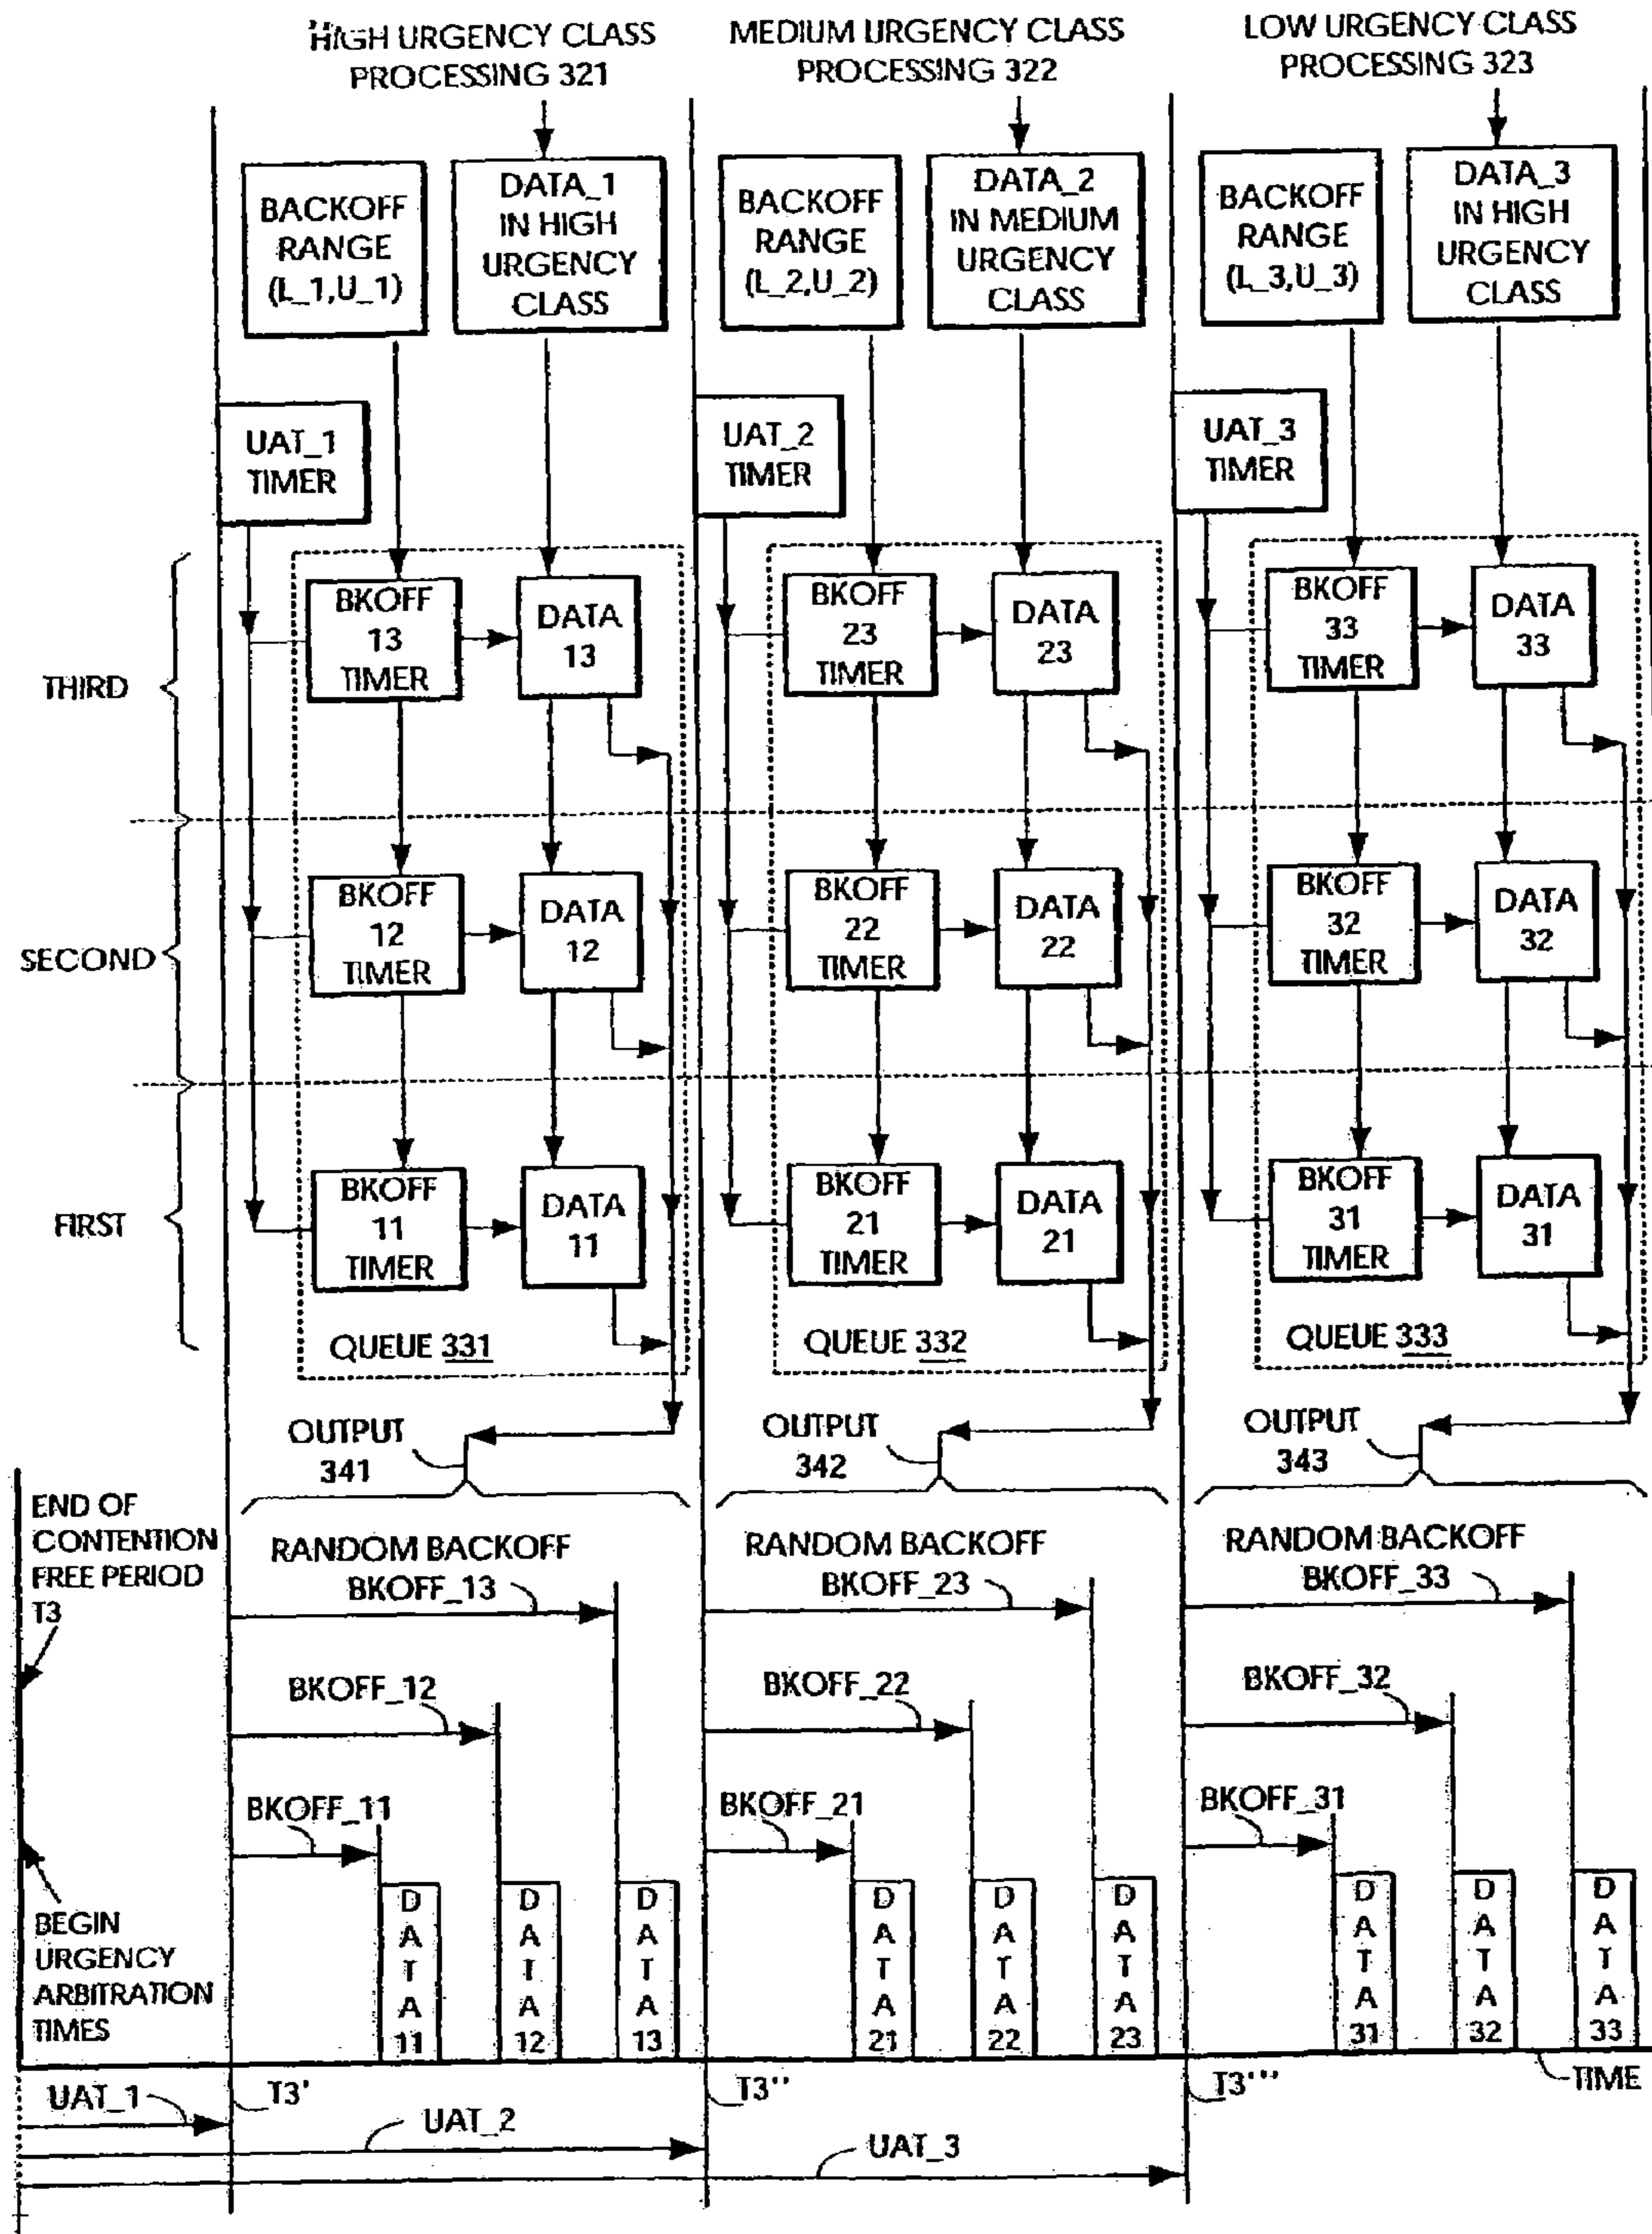 HIGH URGENCY CLASS
PROCESSING 321
MEDIUM URGENCY CLASS
PROCESSING 322
LOW URGENCY CLASS
PROCESSING 323
BACKOFF
RANGE
(L_1,U_1)
DATA_1
IN HIGH
URGENCY
CLASS
BACKOFF
RANGE
(L_2,U_2)
DATA_2
IN MEDIUM
URGENCY
CLASS
BACKOFF
RANGE
(L_3,U_3)
DATA_3
IN HIGH
URGENCY
CLASS
UAT_1
TIMER
UAT_2
TIMER
UAT_3
TIMER
THIRD
BKOFF
13
TIMER
DATA
13
BKOFF
23
TIMER
DATA
23
BKOFF
33
TIMER
DATA
33
SECOND
BKOFF
12
TIMER
DATA
12
BKOFF
22
TIMER
DATA
22
BKOFF
32
TIMER
DATA
32
FIRST
BKOFF
11
TIMER
DATA
11
BKOFF
21
TIMER
DATA
21
BKOFF
31
TIMER
DATA
31
QUEUE 331
QUEUE 332
QUEUE 333
OUTPUT
341
OUTPUT
342
OUTPUT
343
END OF
CONTENTION
FREE PERIOD
T3
RANDOM BACKOFF
BKOFF_13
RANDOM BACKOFF
BKOFF_23
RANDOM BACKOFF
BKOFF_33
BKOFF_12
BKOFF_22
BKOFF_32
BKOFF_11
BKOFF_21
BKOFF_31
BEGIN
URGENCY
ARBITRATION
TIMES
DATA
11
DATA
12
DATA
13
DATA
21
DATA
22
DATA
23
DATA
31
DATA
32
DATA
33
TIME
UAT_1
T3'
T3''
T3'''
UAT_2
UAT_3